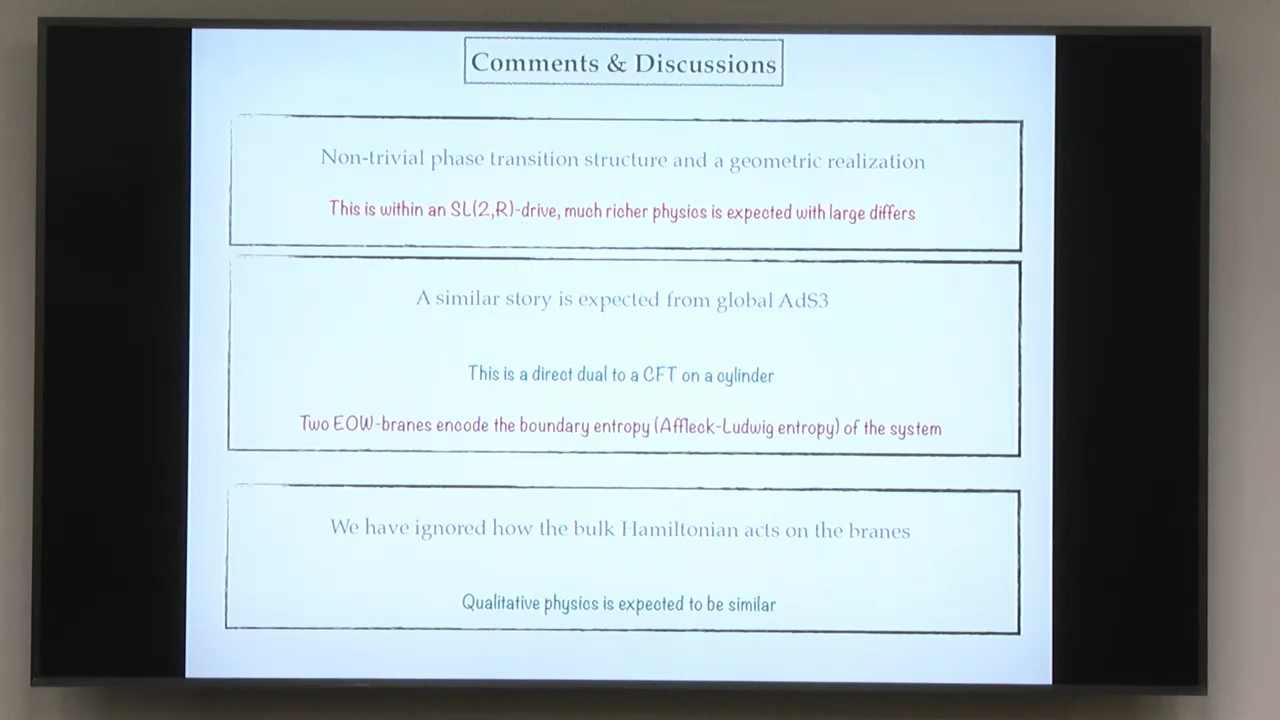 Comments & Discussions
Non-trivial phase transition structure and a geometric realization
This is within an SL(2,R)-drive, much richer physics is expected with large differs
A similar story is expected from global AdS3
This is a direct dual to a CFT on a cylinder
Two EOW-branes encode the boundary entropy (Affleck-Ludwig entropy) of the system
We have ignored how the bulk Hamiltonian acts on the branes
Qualitative physics is expected to be similar